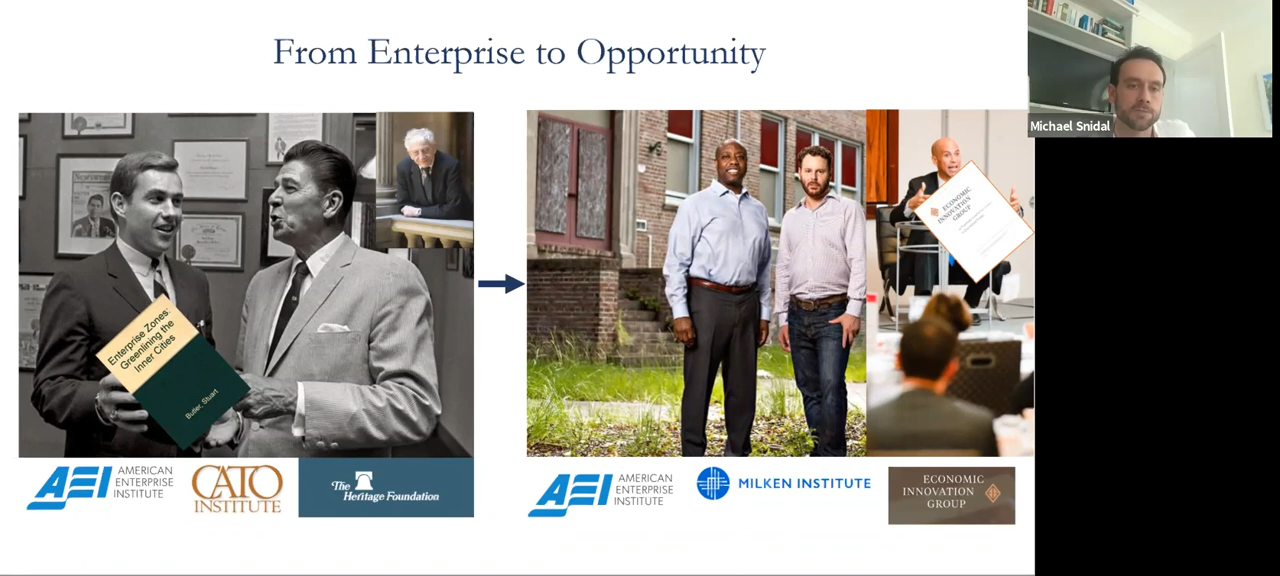 From Enterprise to Opportunity
Michael Snidal
Enterprise Zones:
Greenlining the
Inner Cities
Butler, Stuart
ECONOMIC
INNOVATION
GROUP
AEI
AMERICAN
ENTERPRISE
INSTITUTE
CATO
INSTITUTE
The
Heritage Foundation
AEI
AMERICAN
ENTERPRISE
INSTITUTE
MILKEN INSTITUTE
ECONOMIC
INNOVATION
GROUP